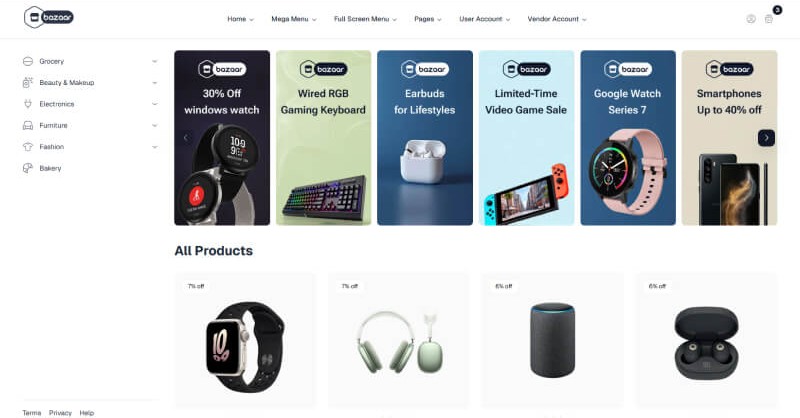 bazaar
Home
Mega Menu
Full Screen Menu
Pages
User Account
Vendor Account
3
Grocery
Beauty & Makeup
Electronics
Furniture
Fashion
Bakery
bazaar
30% Off
windows watch
bazaar
Wired RGB
Gaming Keyboard
bazaar
Earbuds
for Lifestyles
bazaar
Limited-Time
Video Game Sale
bazaar
Google Watch
Series 7
bazaar
Smartphones
Up to 40% off
All Products
7% off
7% off
6% off
6% off
Terms
Privacy
Help